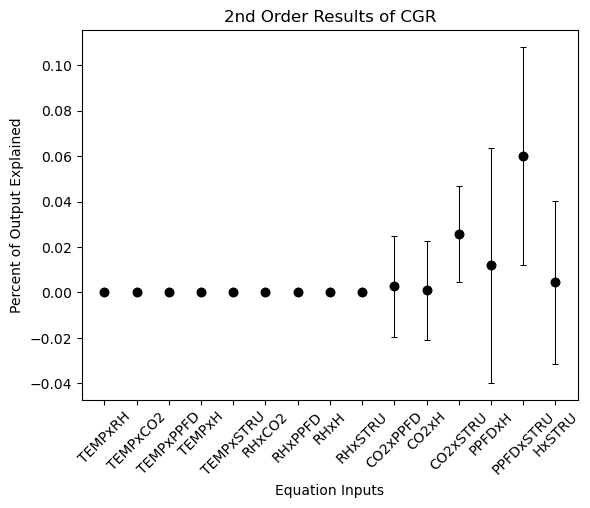 2nd Order Results of CGR
Percent of Output Explained
0.10
0.08
0.06
0.04
0.02
0.00
−0.02
−0.04
TEMPxRH
TEMPxCO2
TEMPxPPFD
TEMPxH
TEMPxSTRU
RHxCO2
RHxPPFD
RHxH
RHxSTRU
CO2xPPFD
CO2xH
CO2xSTRU
PPFDxH
PPFDxSTRU
HxSTRU
Equation Inputs